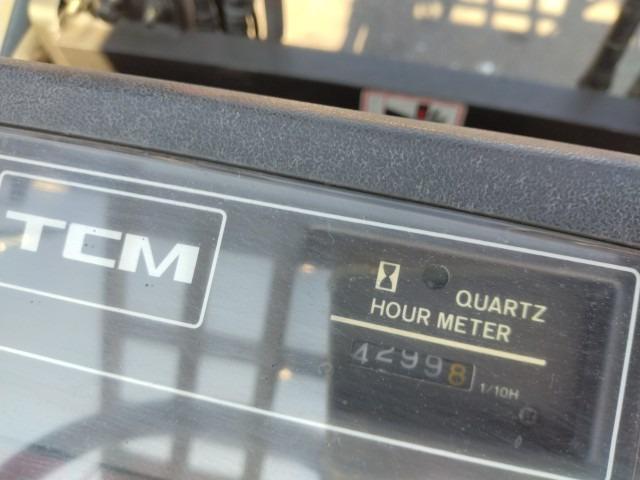 TCM
QUARTZ
HOUR METER
42998
1/10H